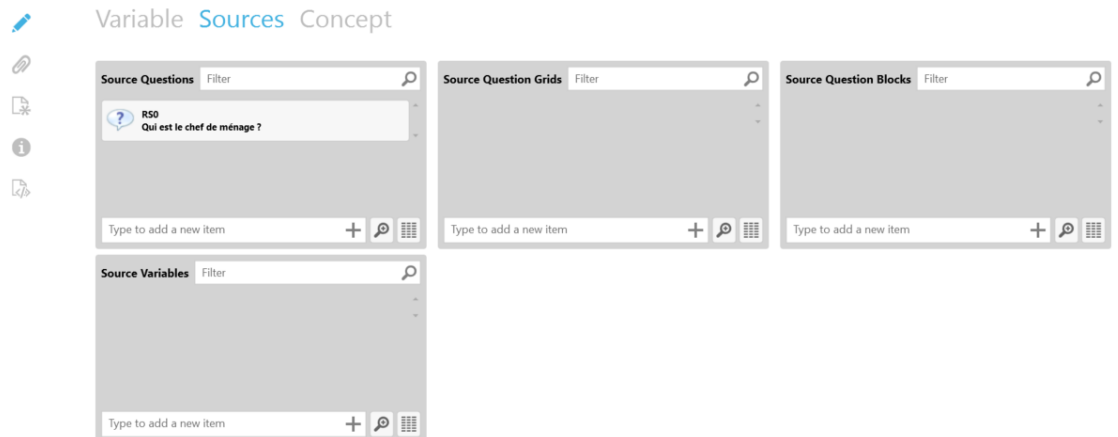 Variable Sources Concept
Source Questions Filter
RS0
Qui est le chef de ménage ?
Type to add a new item
Source Question Grids Filter
Type to add a new item
Source Question Blocks Filter
Type to add a new item
Source Variables Filter
Type to add a new item